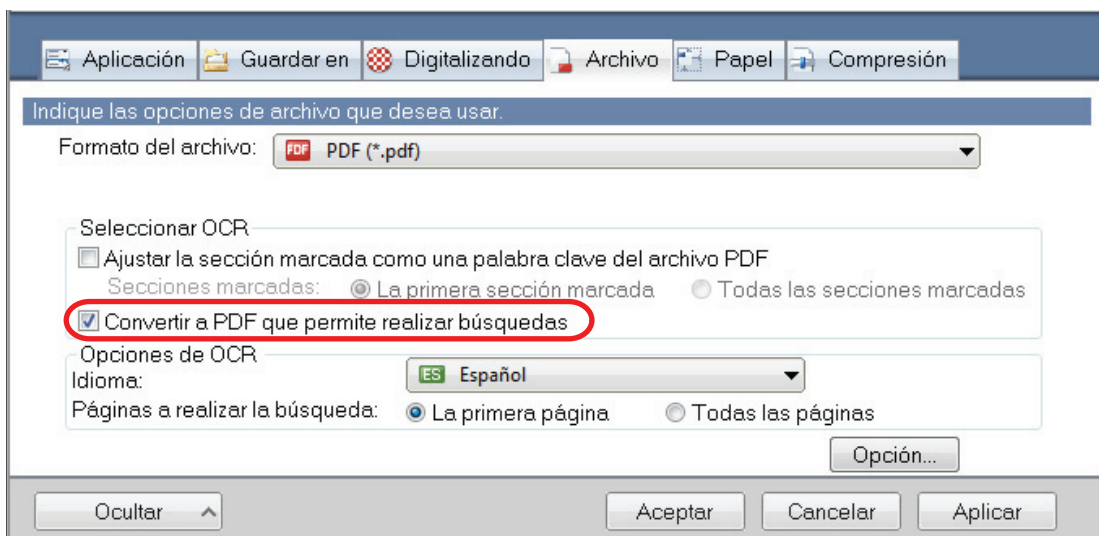 Aplicación Guardar en Digitalizando Archivo Papel Compresión
Indique las opciones de archivo que desea usar.
Formato del archivo: PDF PDF (*.pdf)
Seleccionar OCR
Ajustar la sección marcada como una palabra clave del archivo PDF
Secciones marcadas: La primera sección marcada Todas las secciones marcadas
Convertir a PDF que permite realizar búsquedas
Opciones de OCR
Idioma: ES Español
Páginas a realizar la búsqueda: La primera página Todas las páginas
Opción...
Ocultar Aceptar Cancelar Aplicar